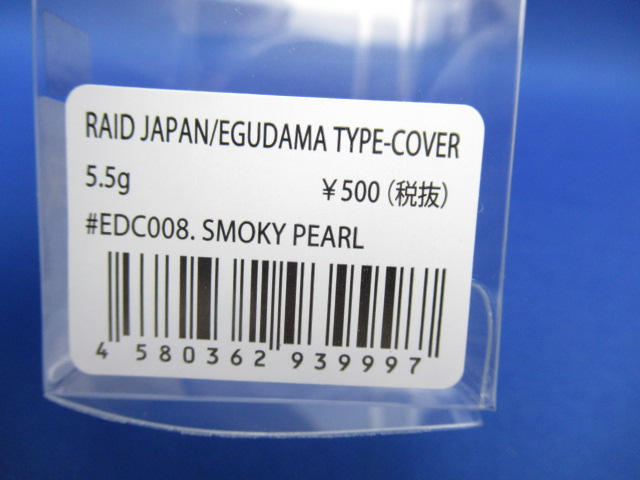 RAID JAPAN/EGUDAMA TYPE-COVER
5.5g ¥500(税抜)
#EDC008. SMOKY PEARL
4 580362 939997